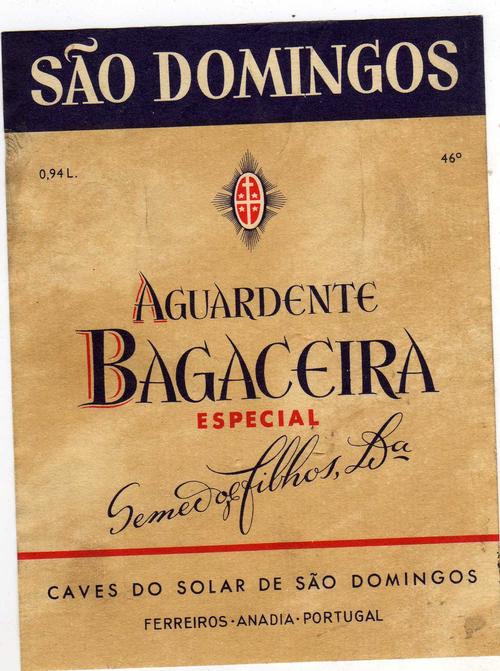 SÃO DOMINGOS
0,94 L. 46º
AGUARDENTE
BAGACEIRA
ESPECIAL
Semedo & Filhos, Lda
CAVES DO SOLAR DE SÃO DOMINGOS
FERREIROS·ANADIA·PORTUGAL